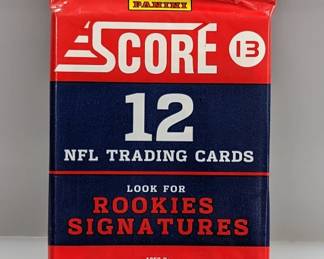 PANINI
SCORE 13
12
NFL TRADING CARDS
LOOK FOR
ROOKIES
SIGNATURES